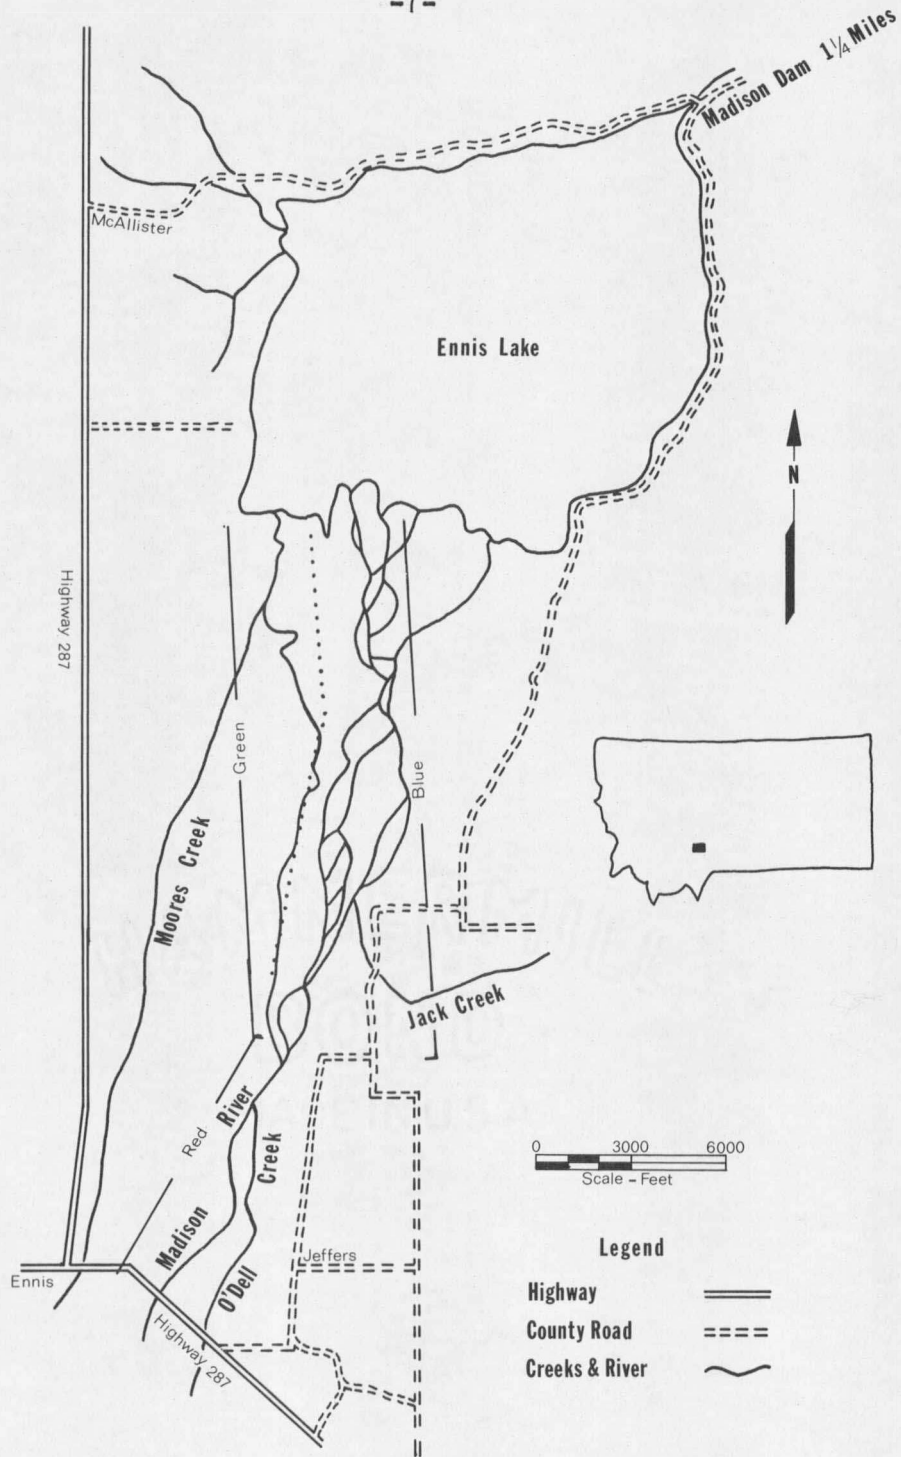 -7-
Madison Dam 1¼ Miles
McAllister
Ennis Lake
N
Highway 287
Green
Blue
Moores Creek
Jack Creek
Red
Madison River
O'Dell Creek
Jeffers
Ennis
Highway 287
0 3000 6000
Scale - Feet
Legend
Highway
County Road
Creeks & River